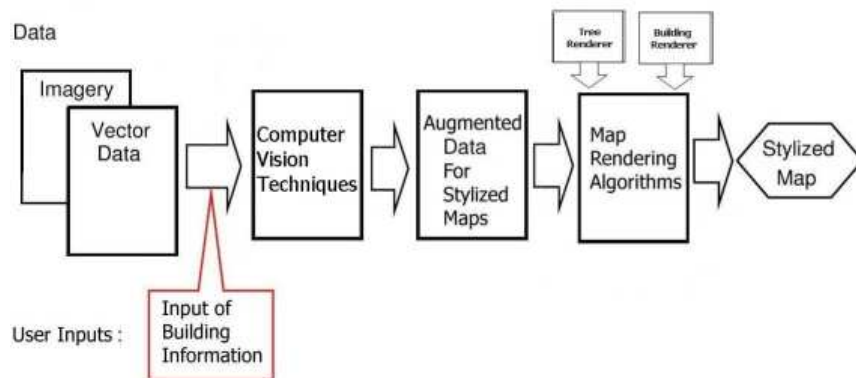 Data
Tree
Renderer
Building
Renderer
Imagery
Vector
Data
Computer
Vision
Techniques
Augmented
Data
For
Stylized
Maps
Map
Rendering
Algorithms
Stylized
Map
User Inputs :
Input of
Building
Information